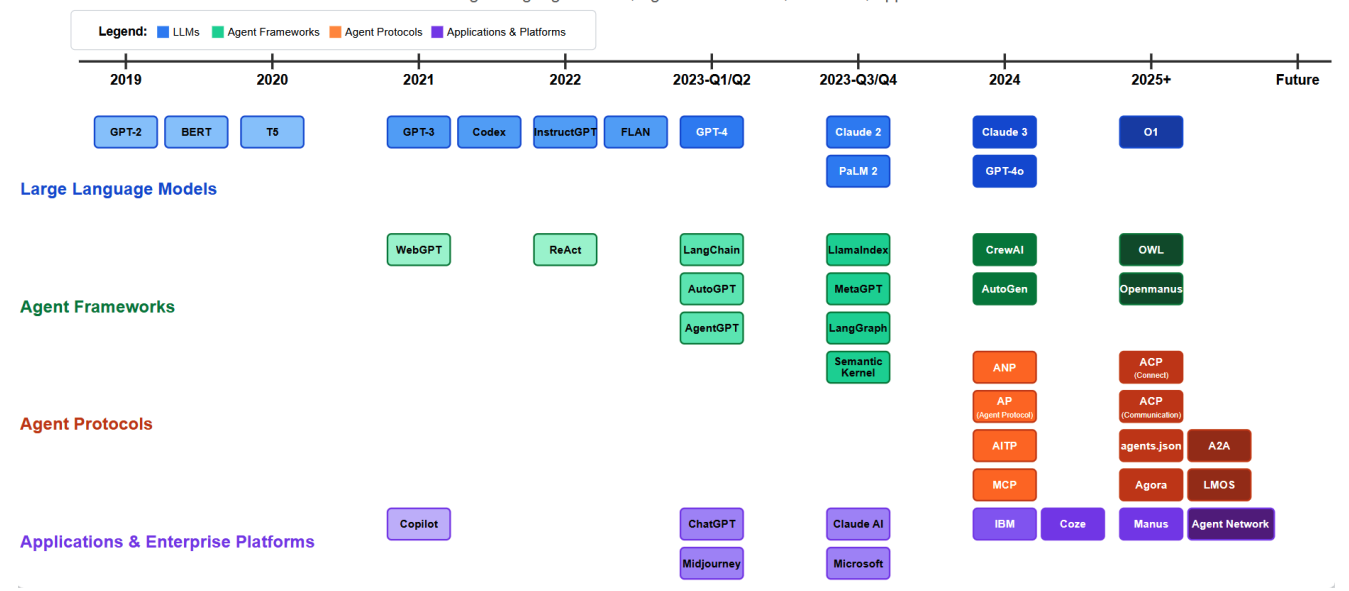 Legend: LLMs Agent Frameworks Agent Protocols Applications & Platforms
2019 2020 2021 2022 2023-Q1/Q2 2023-Q3/Q4 2024 2025+ Future
GPT-2 BERT T5 GPT-3 Codex InstructGPT FLAN GPT-4 Claude 2 Claude 3 O1
PaLM 2 GPT-4o
Large Language Models
WebGPT ReAct LangChain LlamaIndex CrewAI OWL
AutoGPT MetaGPT AutoGen Openmanus
Agent Frameworks
AgentGPT LangGraph
Semantic
Kernel
ANP
ACP
(Connect)
AP
(Agent Protocol)
ACP
(Communication)
Agent Protocols
AITP agents.json A2A
MCP Agora LMOS
Copilot ChatGPT Claude AI IBM Coze Manus Agent Network
Applications & Enterprise Platforms
Midjourney Microsoft